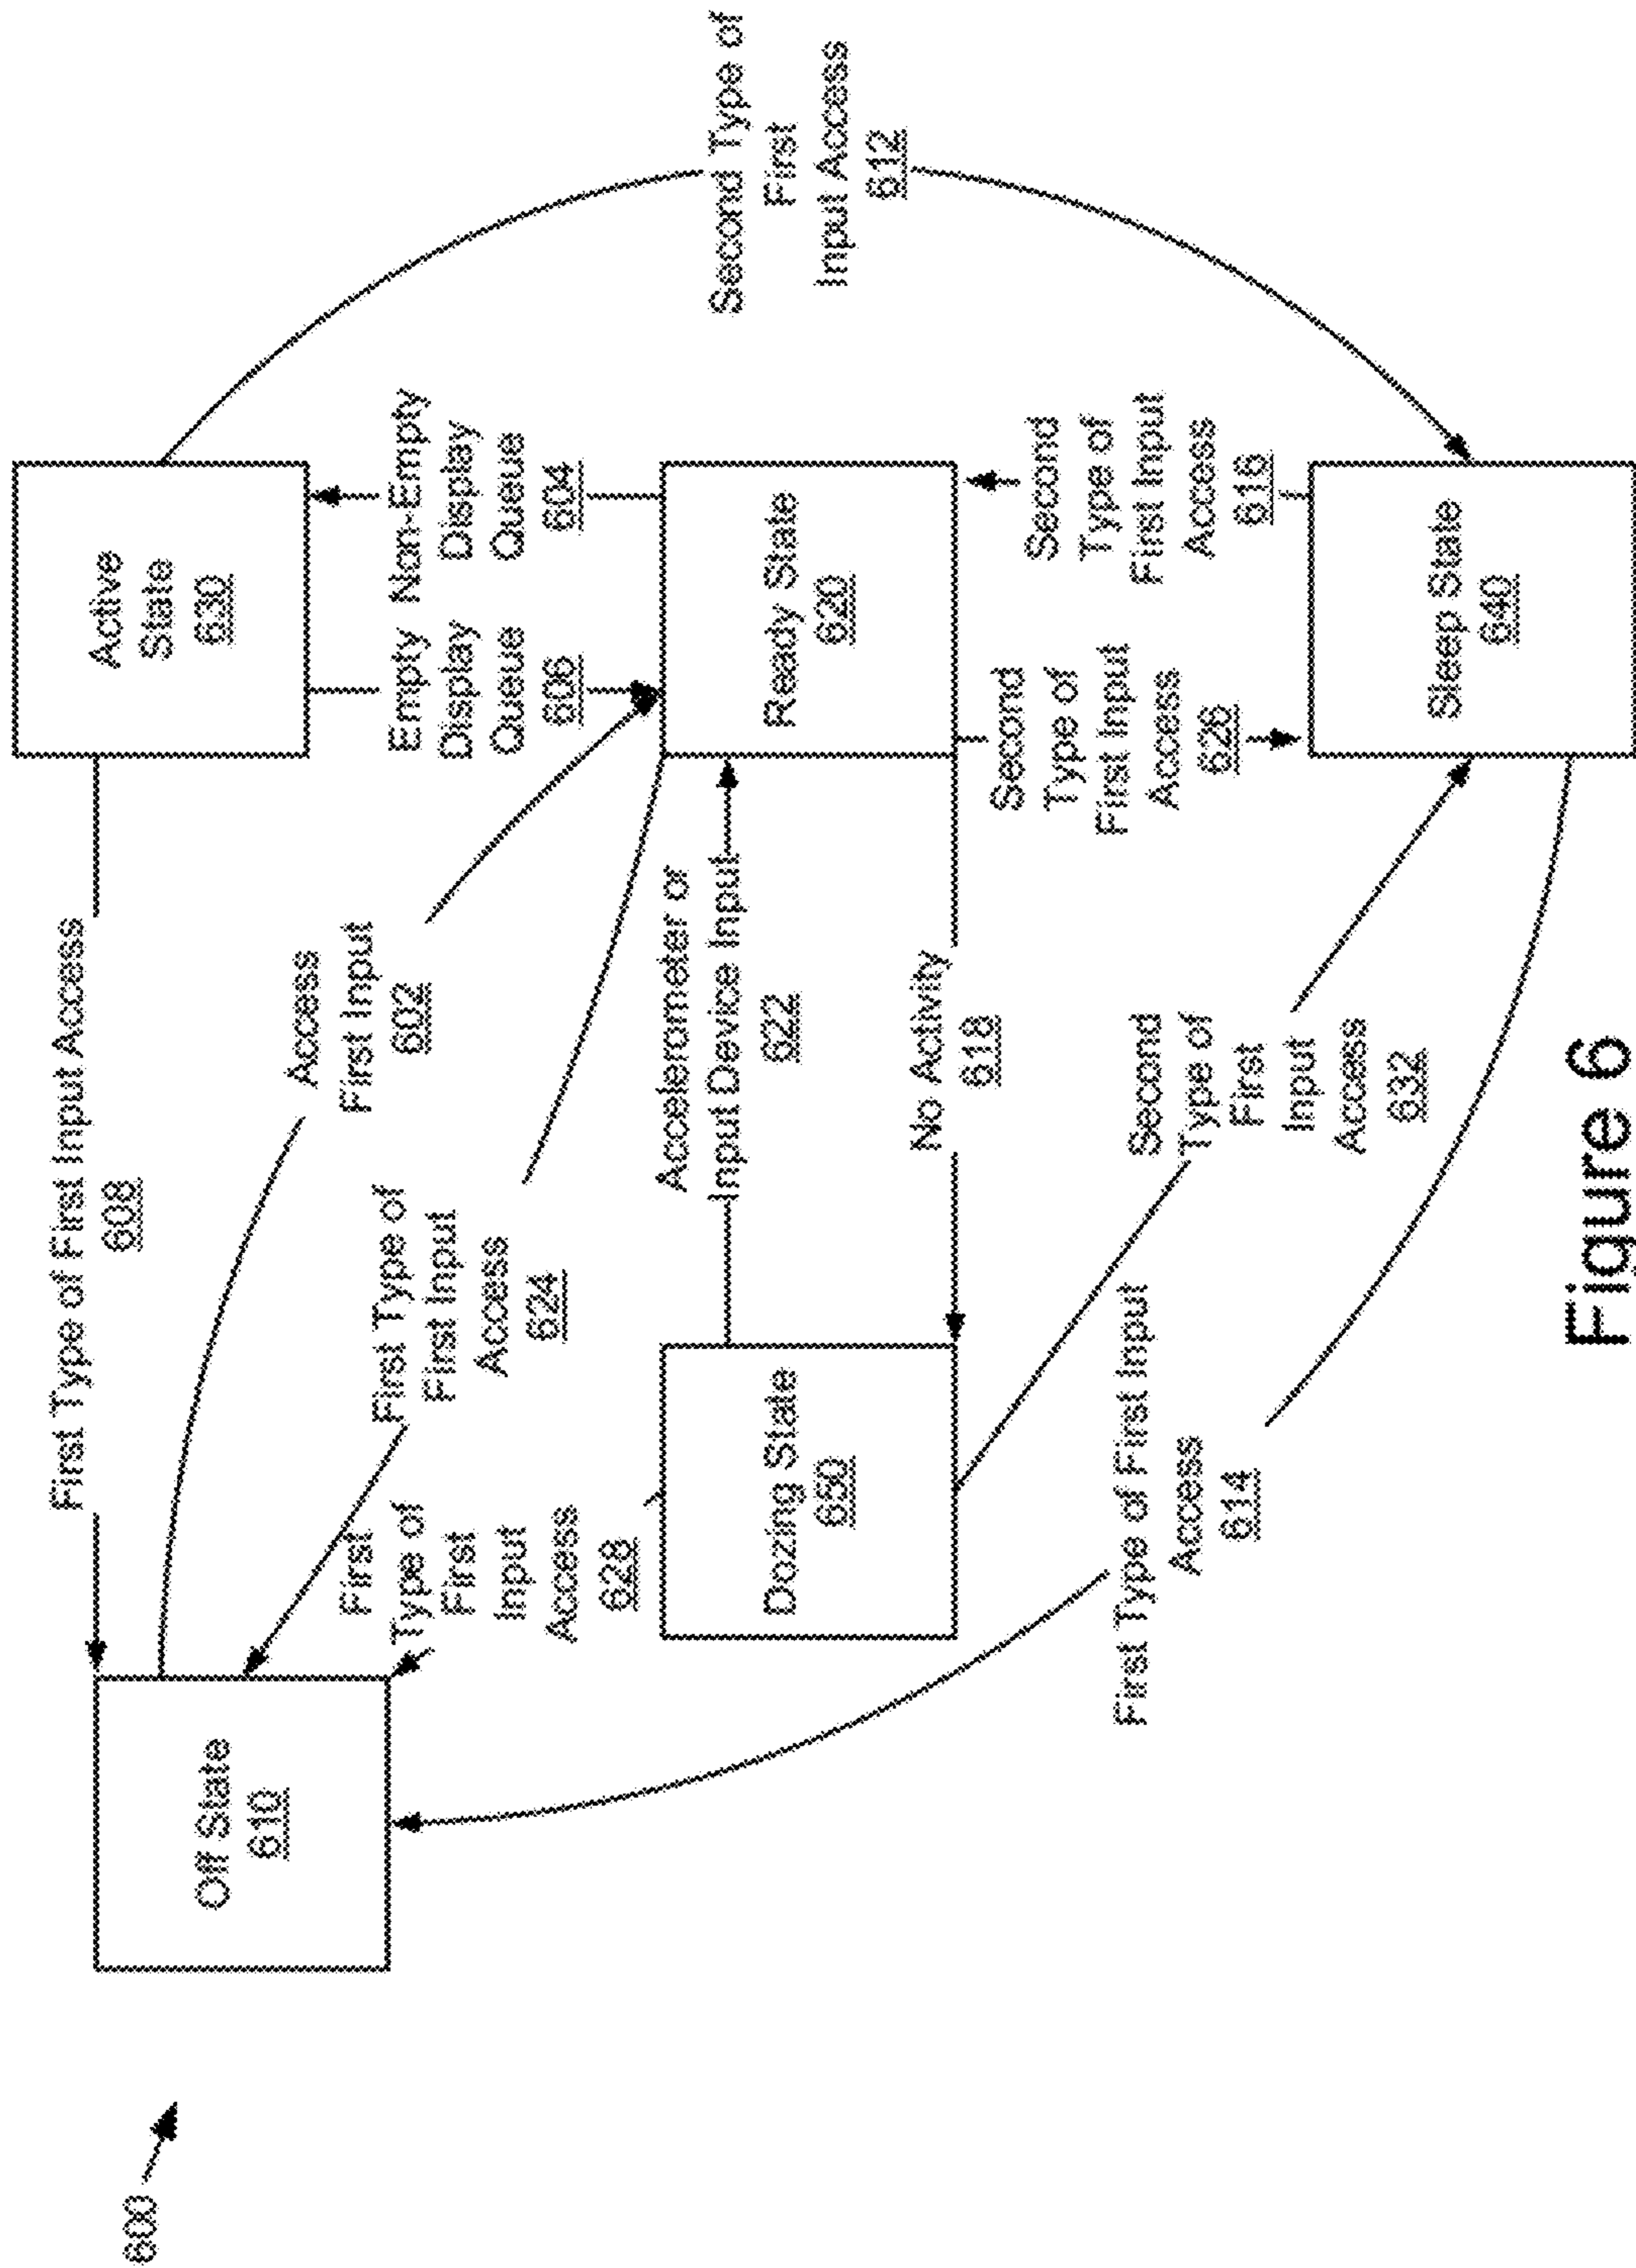 600
First Type of First Input Access
608
Active
State
630
Off State
610
Access
First Input
602
Empty
Display
Queue
606
Non-Empty
Display
Queue
604
First Type of
First Input
Access
624
First
Type of
First
Input
Access
628
Accelerometer or
Input Device Input
622
Ready State
620
Second Type of
First
Input Access
612
Dozing State
650
No Activity
618
Second
Type of
First Input
Access
626
Second
Type of
First Input
Access
616
First Type of First Input
Access
614
Second
Type of
First
Input
Access
632
Sleep State
640
Figure 6